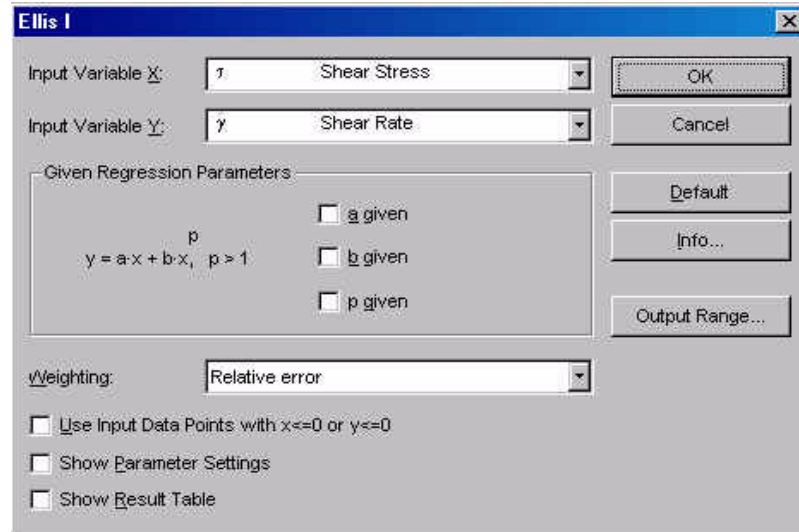 Ellis I
Input Variable X: τ Shear Stress
OK
Input Variable Y: γ Shear Rate
Cancel
Given Regression Parameters
a given
p
y = a·x + b·x, p > 1
b given
p given
Default
Info...
Output Range...
Weighting: Relative error
Use Input Data Points with x<=0 or y<=0
Show Parameter Settings
Show Result Table